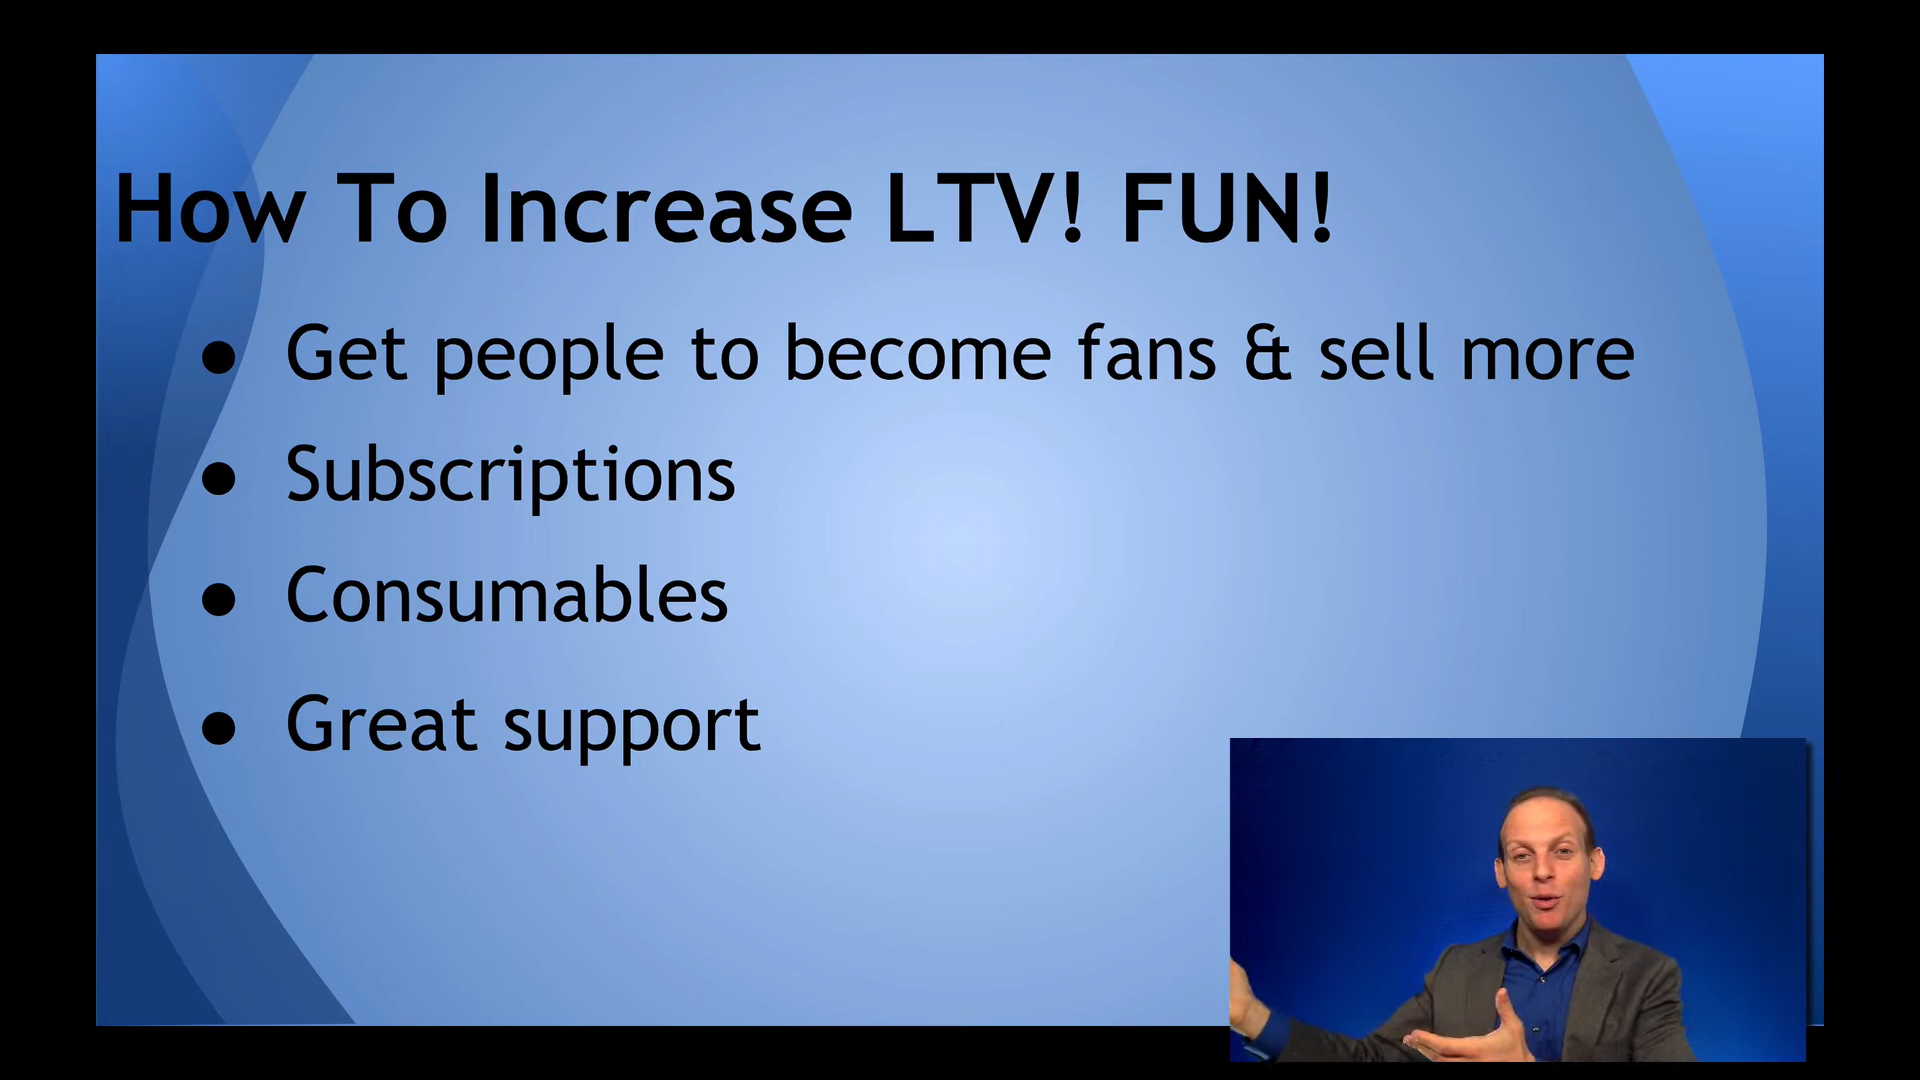 How To Increase LTV! FUN!
● Get people to become fans & sell more
● Subscriptions
● Consumables
● Great support